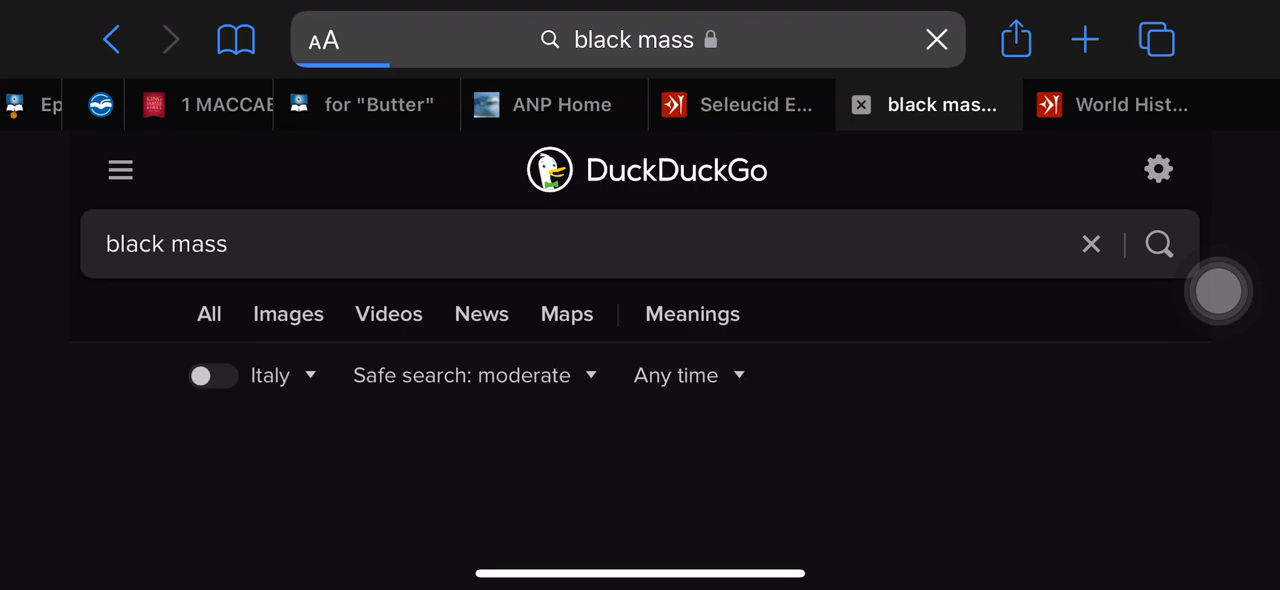 AA black mass
Ep 1 MACCAE for "Butter" ANP Home Seleucid E... black mas... World Hist...
DuckDuckGo
black mass
All Images Videos News Maps Meanings
Italy Safe search: moderate Any time